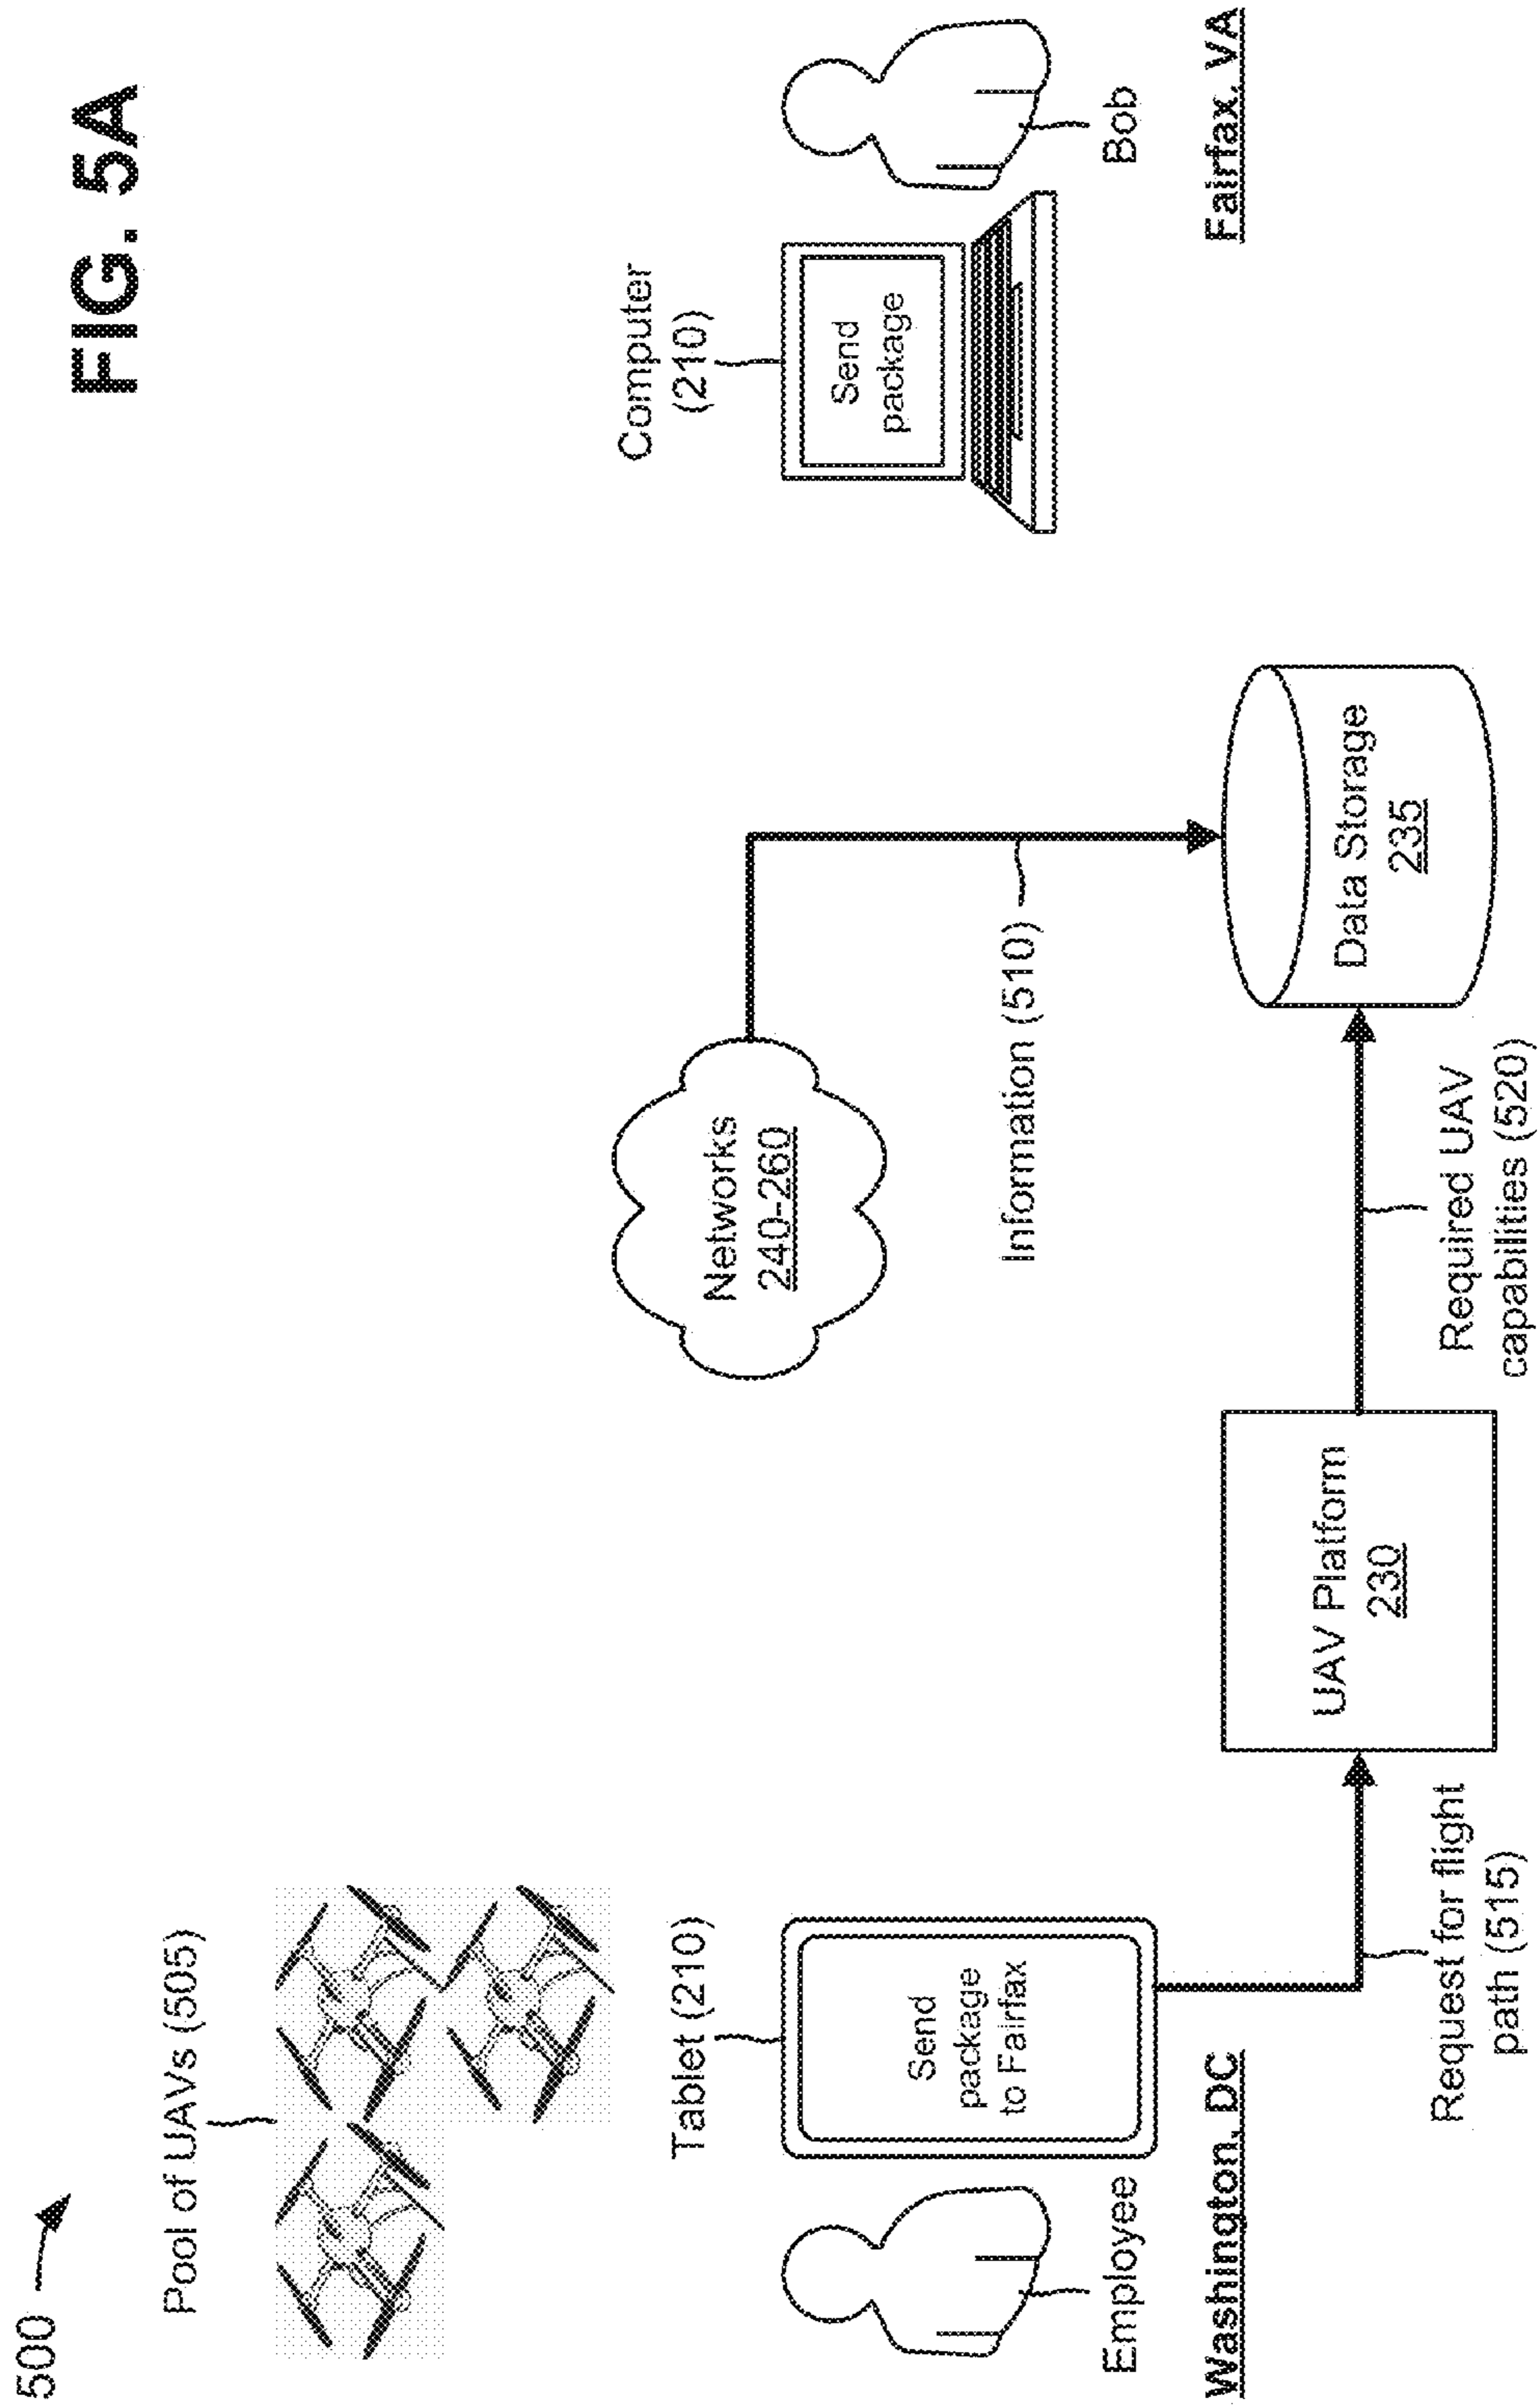 FIG. 5A
500
Pool of UAVs (505)
Tablet (210)
Send
package
to Fairfax
Employee
Washington, DC
Request for flight
path (515)
UAV Platform
230
Required UAV
capabilities (520)
Networks
240-260
Information (510)
Data Storage
235
Computer
(210)
Send
package
Bob
Fairfax, VA